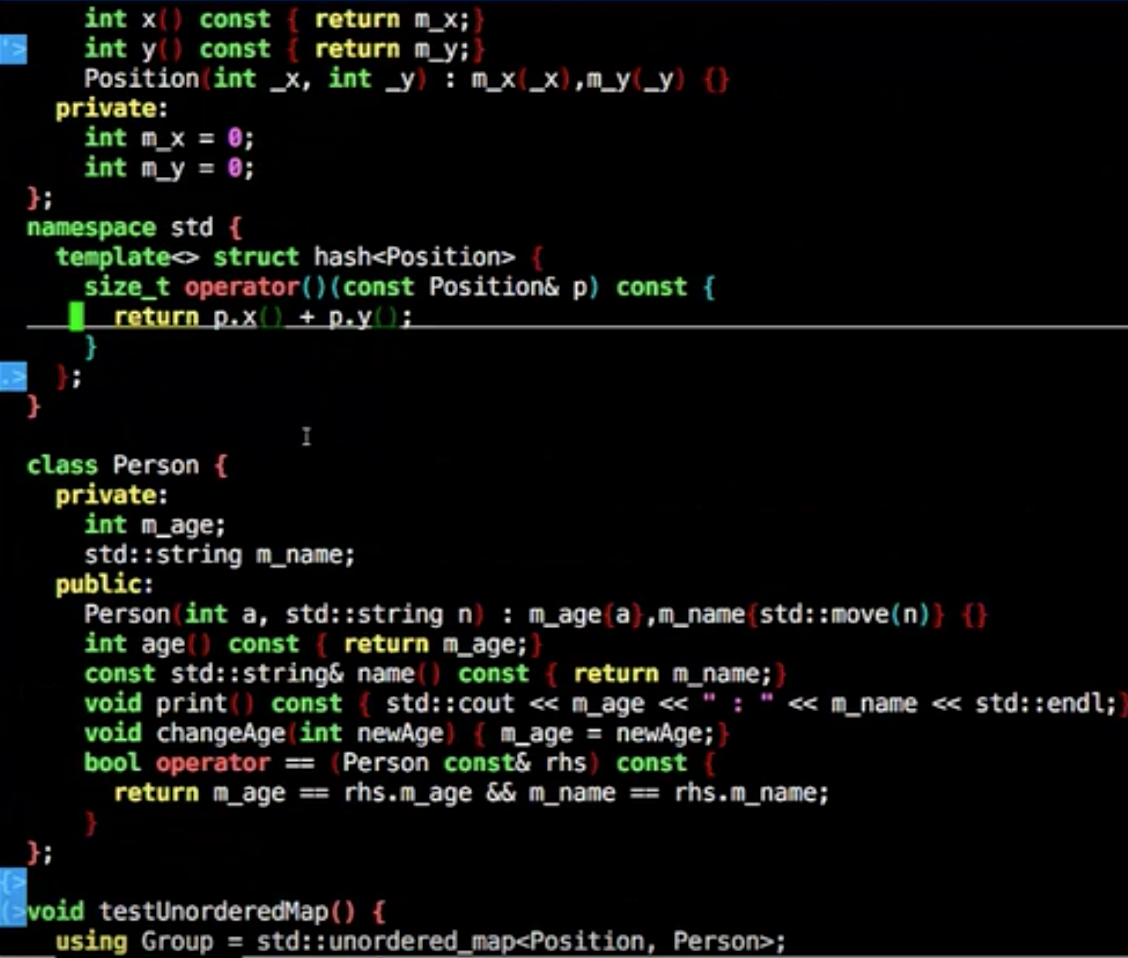 int x() const { return m_x;}
int y() const { return m_y;}
Position(int _x, int _y) : m_x(_x),m_y(_y) {}
private:
int m_x = 0;
int m_y = 0;
};
namespace std {
template<> struct hash<Position> {
size_t operator()(const Position& p) const {
return p.x() + p.y();
}
};
}
class Person {
private:
int m_age;
std::string m_name;
public:
Person(int a, std::string n) : m_age{a},m_name{std::move(n)} {}
int age() const { return m_age;}
const std::string& name() const { return m_name;}
void print() const { std::cout << m_age << " : " << m_name << std::endl;}
void changeAge(int newAge) { m_age = newAge;}
bool operator == (Person const& rhs) const {
return m_age == rhs.m_age && m_name == rhs.m_name;
}
};
void testUnorderedMap() {
using Group = std::unordered_map<Position, Person>;